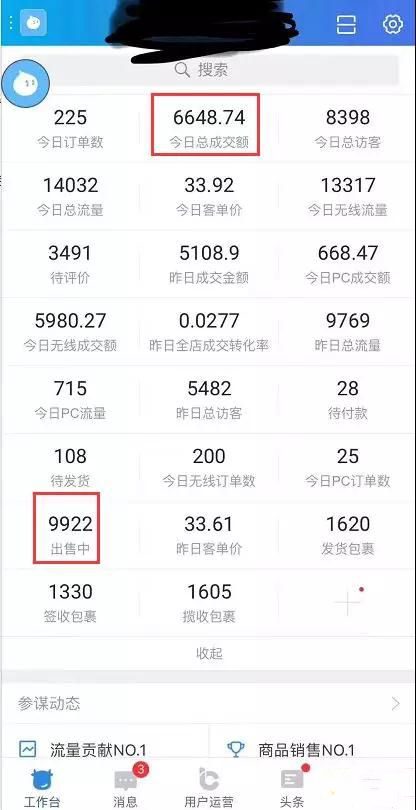 搜索
225 6648.74 8398
今日订单数 今日总成交额 今日总访客
14032 33.92 13317
今日总流量 今日客单价 今日无线流量
3491 5108.9 668.47
待评价 昨日成交金额 今日PC成交额
5980.27 0.0277 9769
今日无线成交额 昨日全店成交转化率 昨日总流量
715 5482 28
今日PC流量 昨日总访客 待付款
108 200 25
待发货 今日无线订单数 今日PC订单数
9922 33.61 1620
出售中 昨日客单价 发货包裹
1330 1605
签收包裹 揽收包裹
收起
参谋动态
流量贡献NO.1 商品销售NO.1
3
工作台 消息 用户运营 头条